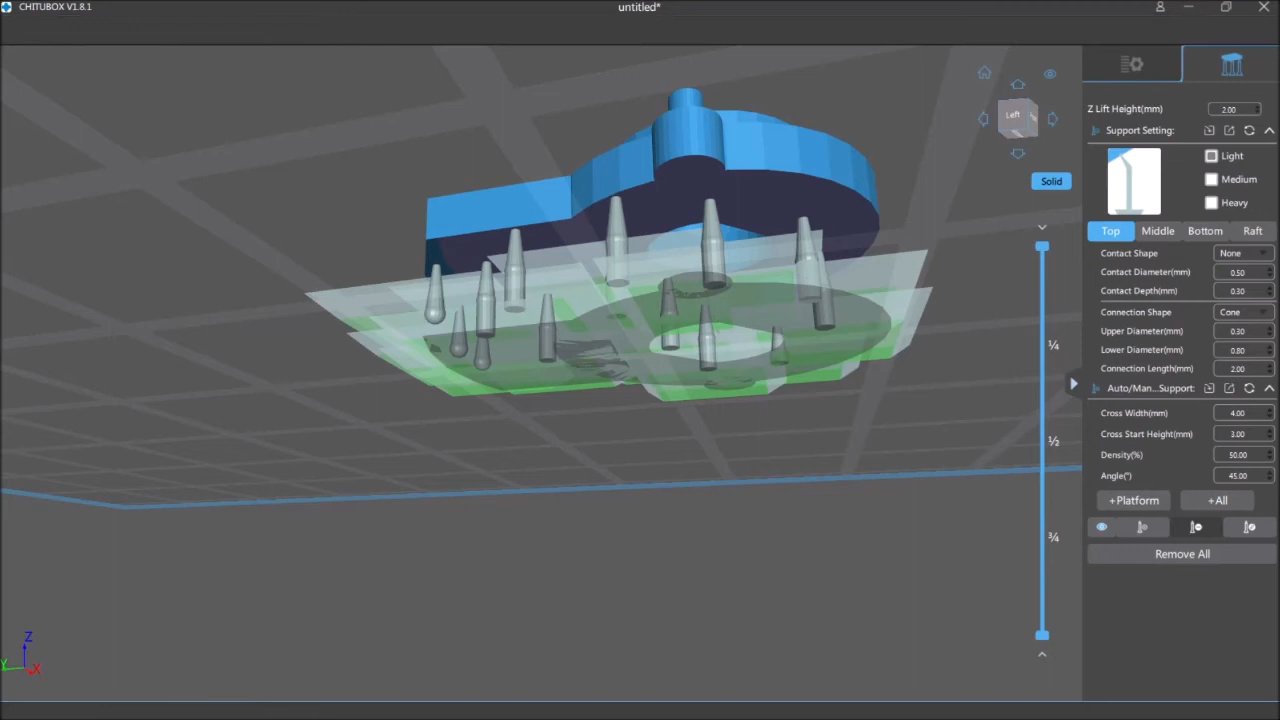 CHITUBOX V1.8.1
untitled*
Z Lift Height(mm) 2.00
Support Setting:
Light
Medium
Heavy
Top Middle Bottom Raft
Contact Shape None
Contact Diameter(mm) 0.50
Contact Depth(mm) 0.30
Connection Shape Cone
Upper Diameter(mm) 0.30
Lower Diameter(mm) 0.80
Connection Length(mm) 2.00
Auto/Man...Support:
Cross Width(mm) 4.00
Cross Start Height(mm) 3.00
Density(%) 50.00
Angle(°) 45.00
+Platform +All
Remove All
Left
Solid
¼
½
¾
Z
Y
X